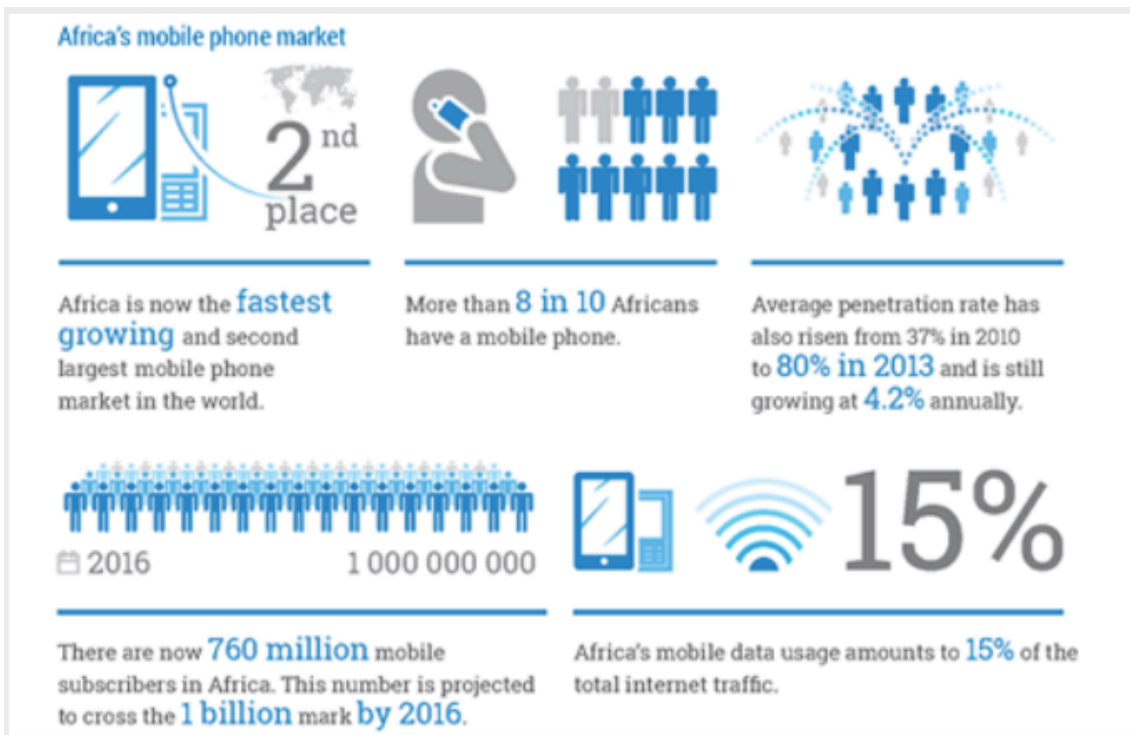 Africa's mobile phone market
2nd
place
Africa is now the fastest
growing and second
largest mobile phone
market in the world.
More than 8 in 10 Africans
have a mobile phone.
Average penetration rate has
also risen from 37% in 2010
to 80% in 2013 and is still
growing at 4.2% annually.
2016
1 000 000 000
There are now 760 million mobile
subscribers in Africa. This number is projected
to cross the 1 billion mark by 2016.
15%
Africa's mobile data usage amounts to 15% of the
total internet traffic.